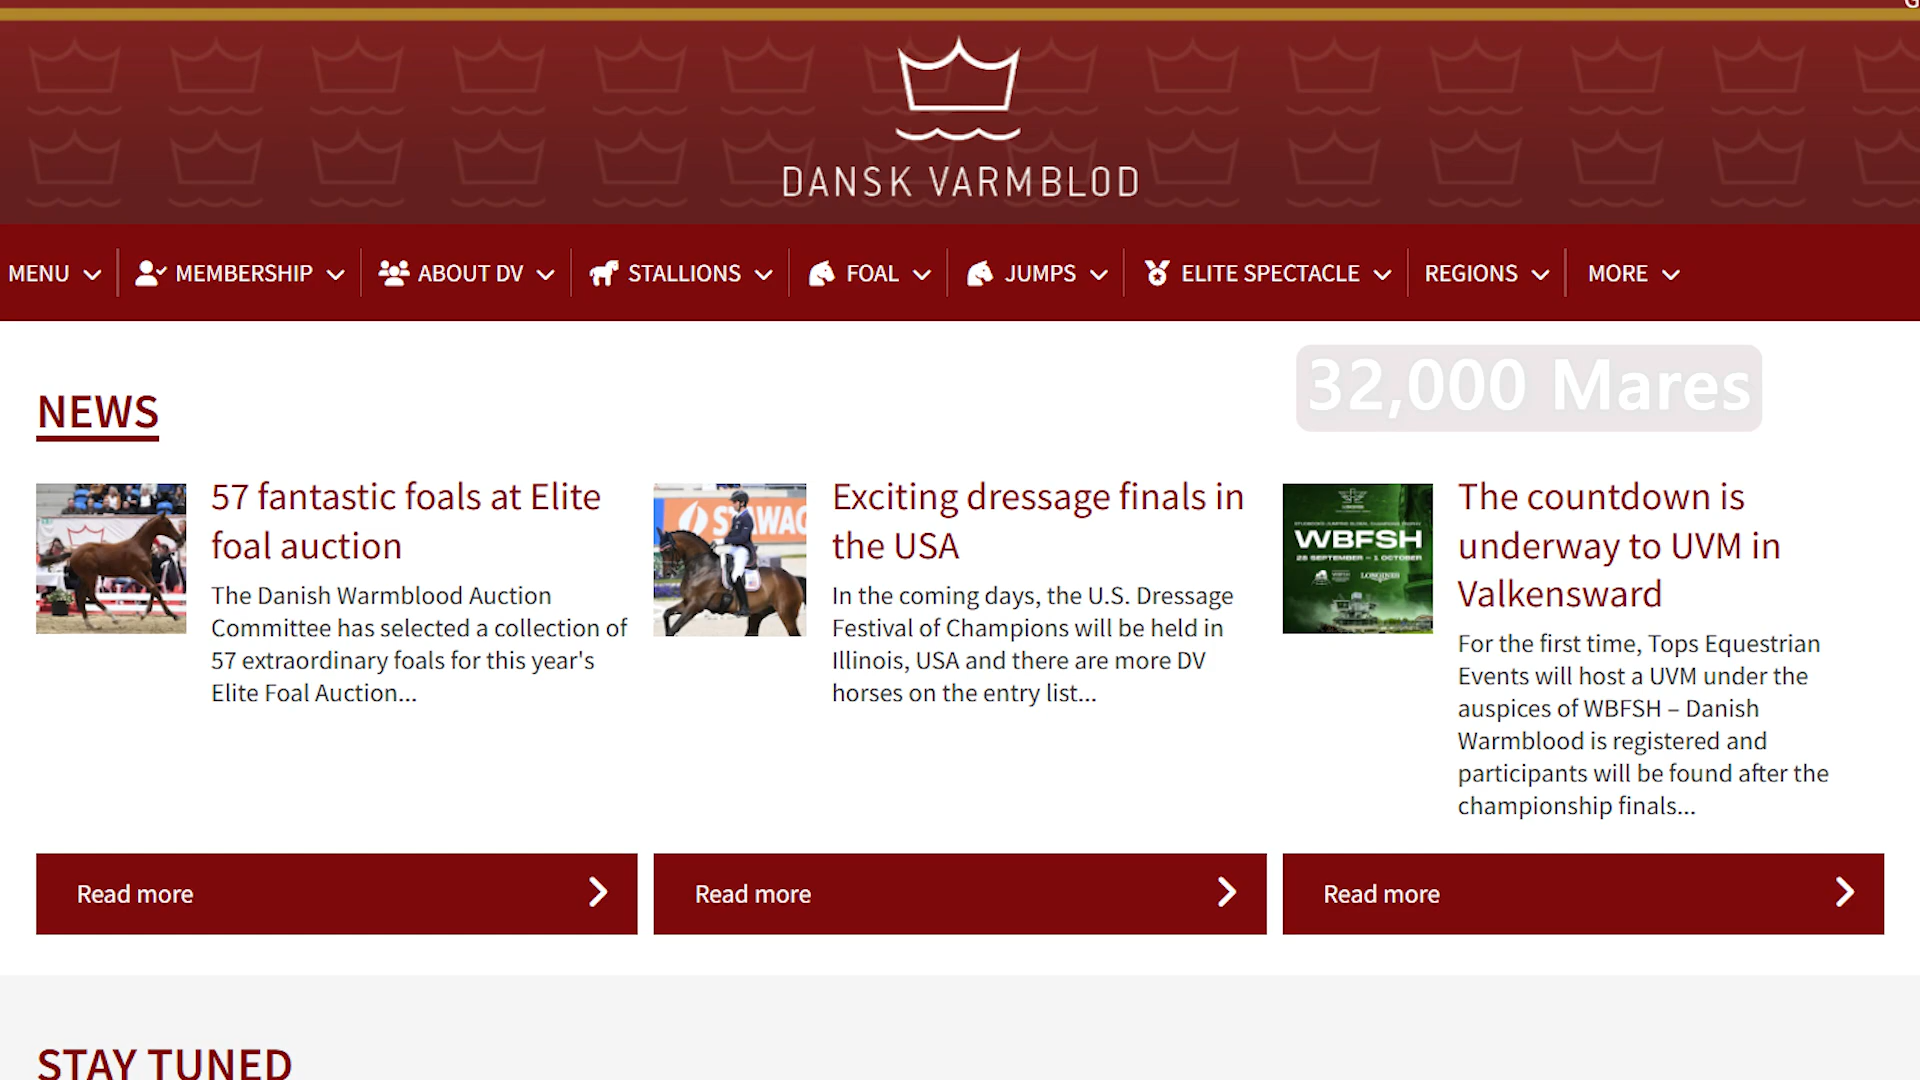 DANSK VARMBLOD
MENU MEMBERSHIP ABOUT DV STALLIONS FOAL JUMPS ELITE SPECTACLE REGIONS MORE
32,000 Mares
NEWS
57 fantastic foals at Elite
foal auction
The Danish Warmblood Auction
Committee has selected a collection of
57 extraordinary foals for this year's
Elite Foal Auction...
Read more
Exciting dressage finals in
the USA
In the coming days, the U.S. Dressage
Festival of Champions will be held in
Illinois, USA and there are more DV
horses on the entry list...
Read more
WBFSH
28 SEPTEMBER – 1 OCTOBER
LONGINES
The countdown is
underway to UVM in
Valkensward
For the first time, Tops Equestrian
Events will host a UVM under the
auspices of WBFSH – Danish
Warmblood is registered and
participants will be found after the
championship finals...
Read more
STAY TUNED